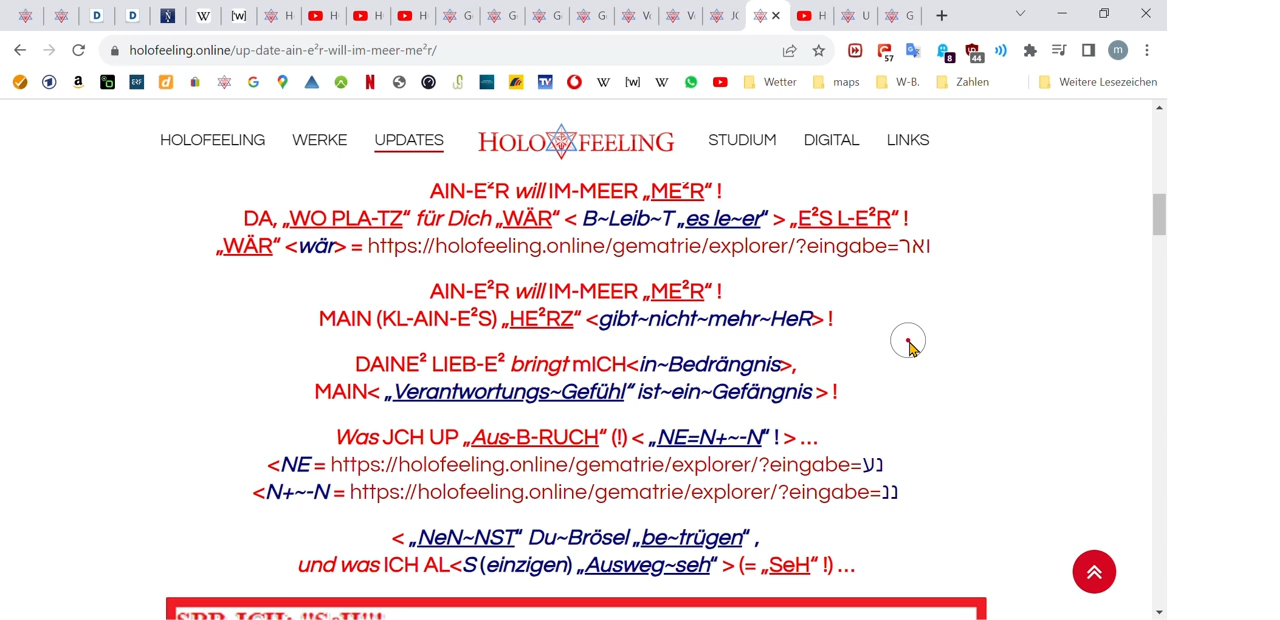 H
H
H
H
G
G
G
G
V
V
JC
H
U
G
holofeeling.online/up-date-ain-e²r-will-im-meer-me²r/
57
8
44
m
Wetter
maps
W-B.
Zahlen
Weitere Lesezeichen
HOLOFEELING WERKE UPDATES HOLOFEELING STUDIUM DIGITAL LINKS
AIN-E²R will IM-MEER „ME²R“ !
DA, „WO PLA-TZ“ für Dich „WÄR“ < B~Leib~T „es le~er“ > „E²S L-E²R“ !
„WÄR“ <wär> = https://holofeeling.online/gematrie/explorer/?eingabe=ואר
AIN-E²R will IM-MEER „ME²R“ !
MAIN (KL-AIN-E²S) „HE²RZ“ <gibt~nicht~mehr~HeR> !
DAINE² LIEB-E² bringt mICH<in~Bedrängnis>,
MAIN< „Verantwortungs~Gefühl“ ist~ein~Gefängnis > !
Was JCH UP „Aus-B-RUCH“ (!) < „NE=N+~-N“ ! > …
<NE = https://holofeeling.online/gematrie/explorer/?eingabe=נע
<N+~-N = https://holofeeling.online/gematrie/explorer/?eingabe=ננ
< „NeN~NST“ Du~Brösel „be~trügen“ ,
und was ICH AL<S (einzigen) „Ausweg~seh“ > (= „SeH“ !) …